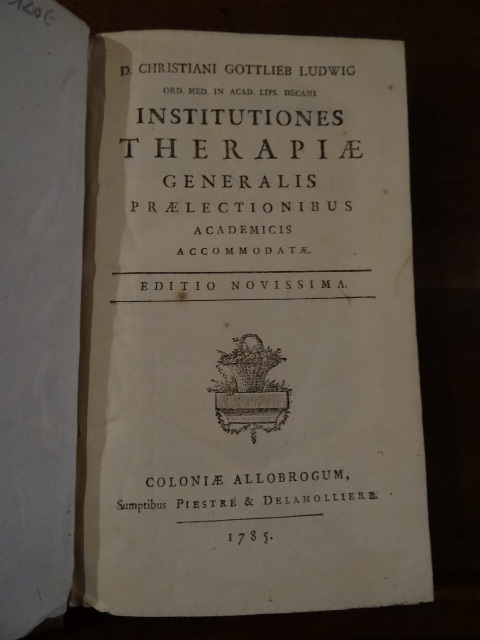 120€
D. CHRISTIANI GOTTLIEB LUDWIG
ORD. MED. IN ACAD. LIPS. DECANI
INSTITUTIONES
THERAPIÆ
GENERALIS
PRÆLECTIONIBUS
ACADEMICIS
ACCOMMODATÆ.
EDITIO NOVISSIMA.
COLONIÆ ALLOBROGUM,
Sumptibus PIESTRE & DELAMOLLIERE.
1785.